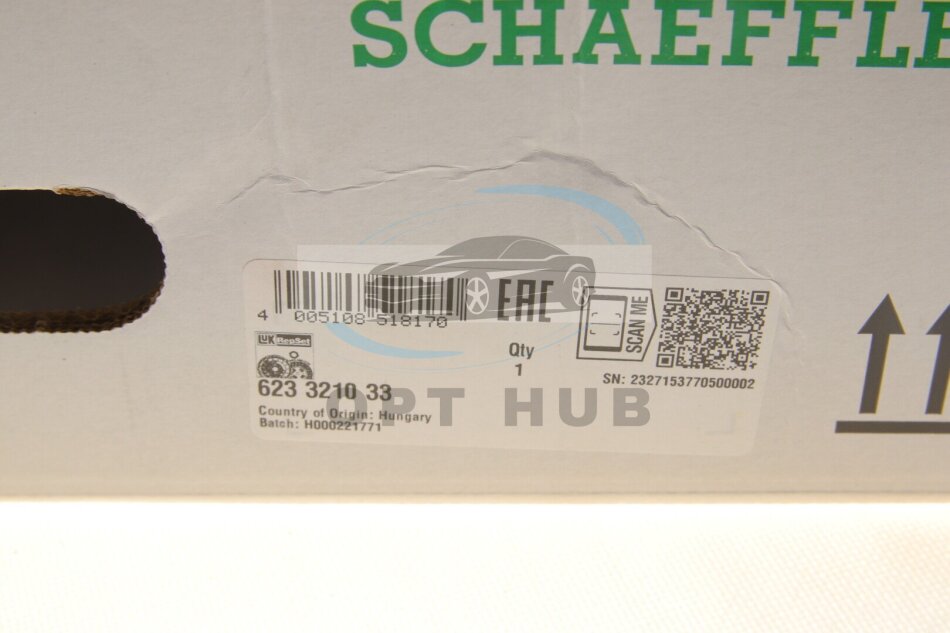 SCHAEFFLE
4 005108 518170
EAC
SCAN ME
LUK RepSet
Qty
1
SN: 2327153770500002
623 3210 33
Country of Origin: Hungary
Batch: H000221771
OPT HUB